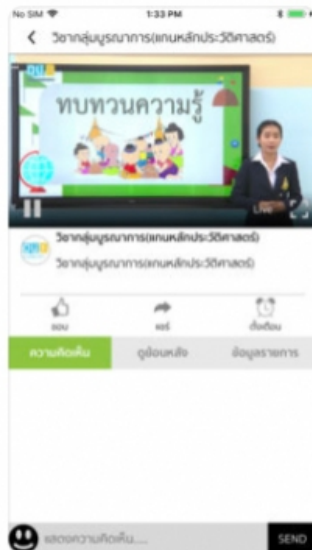 No SIM 1:33 PM
วิชากลุ่มบูรณาการ(แกนหลักประวัติศาสตร์)
ทบทวนความรู้
LIVE
วิชากลุ่มบูรณาการ(แกนหลักประวัติศาสตร์)
วิชากลุ่มบูรณาการ(แกนหลักประวัติศาสตร์)
ชอบ แชร์ ตั้งเตือน
ความคิดเห็น ดูย้อนหลัง ข้อมูลรายการ
แสดงความคิดเห็น.... SEND